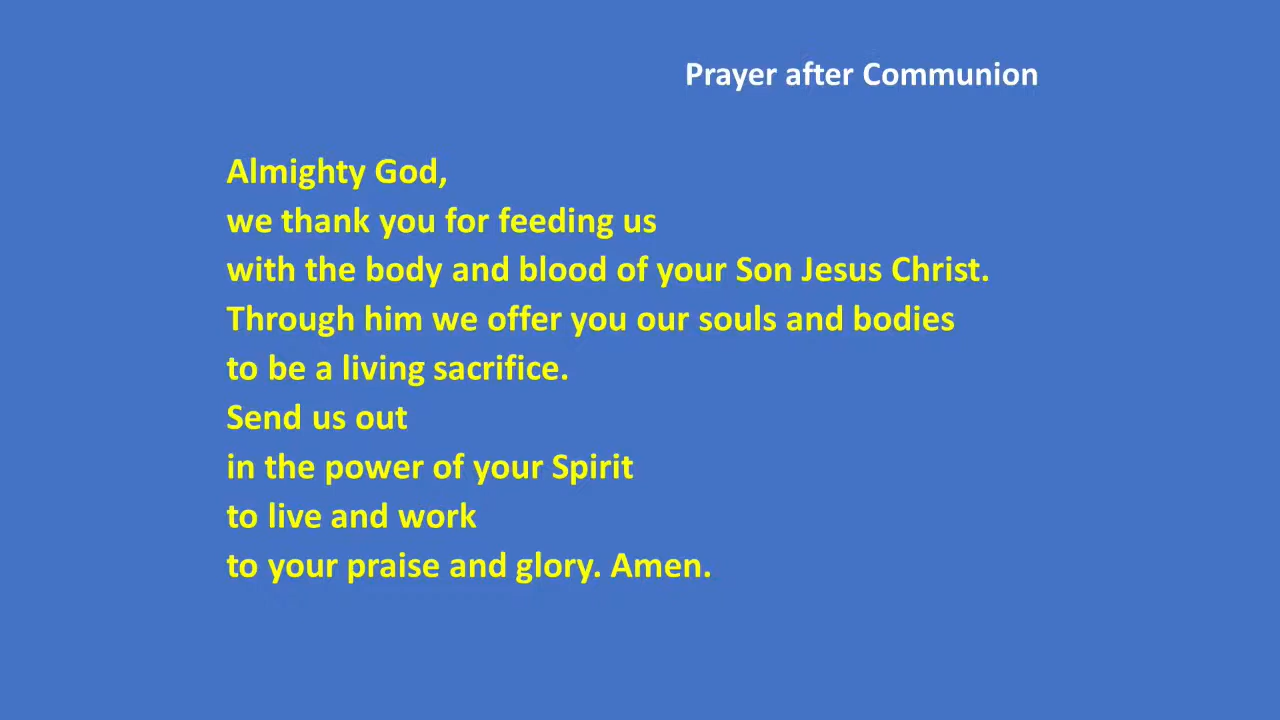 Prayer after Communion
Almighty God,
we thank you for feeding us
with the body and blood of your Son Jesus Christ.
Through him we offer you our souls and bodies
to be a living sacrifice.
Send us out
in the power of your Spirit
to live and work
to your praise and glory. Amen.